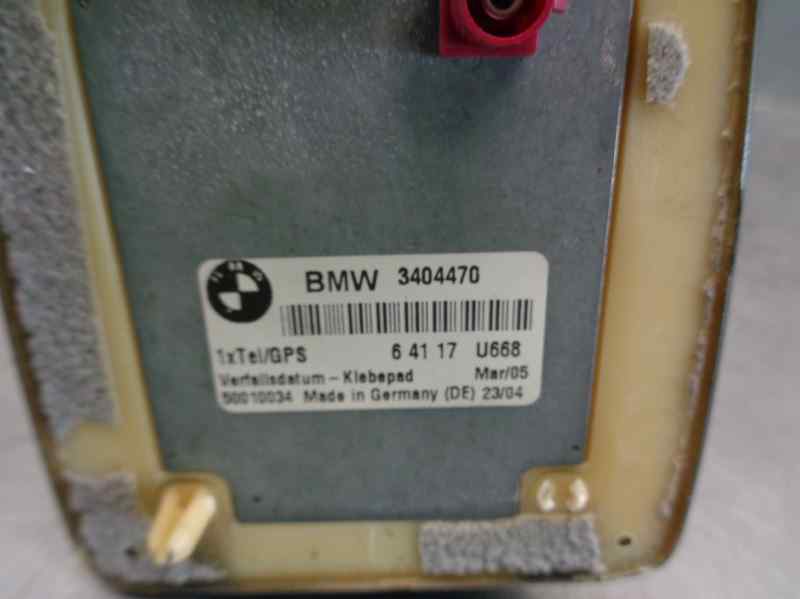 BMW
BMW 3404470
1xTel/GPS 6 41 17 U668
Verfallsdatum - Klebepad Mar/05
50010034 Made in Germany (DE) 23/04